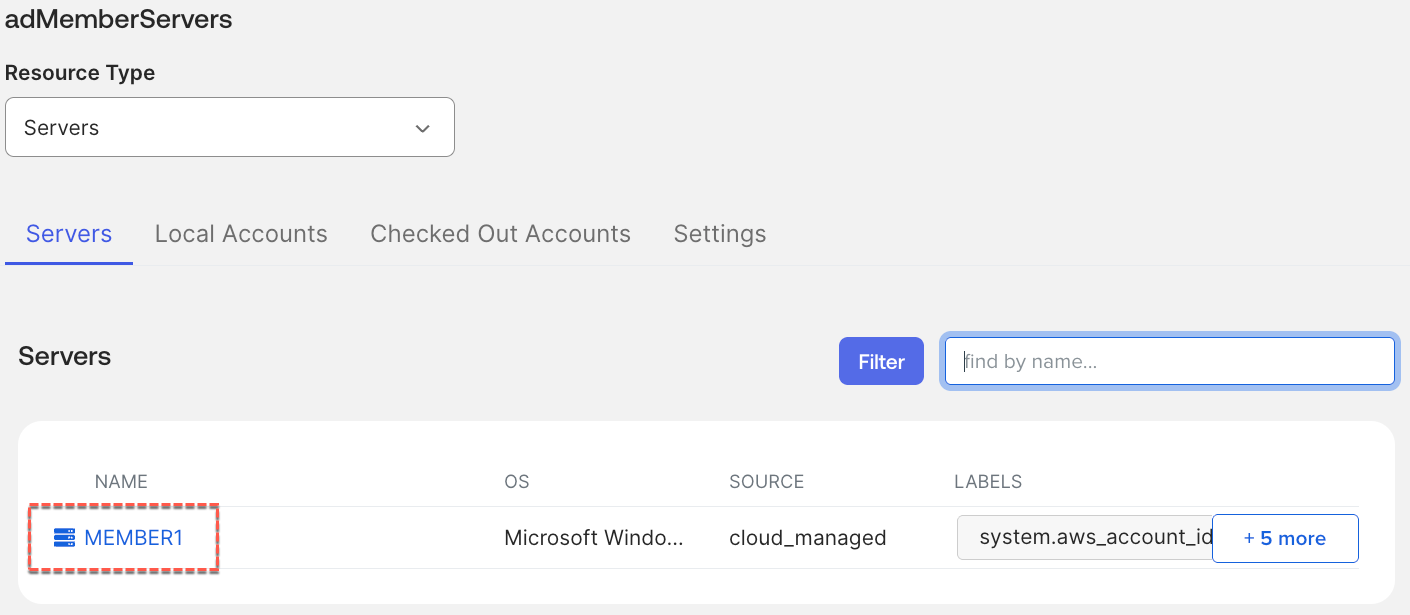 adMemberServers
Resource Type
Servers
Servers Local Accounts Checked Out Accounts Settings
Servers Filter find by name...
NAME OS SOURCE LABELS
MEMBER1 Microsoft Windo... cloud_managed system.aws_account_id + 5 more